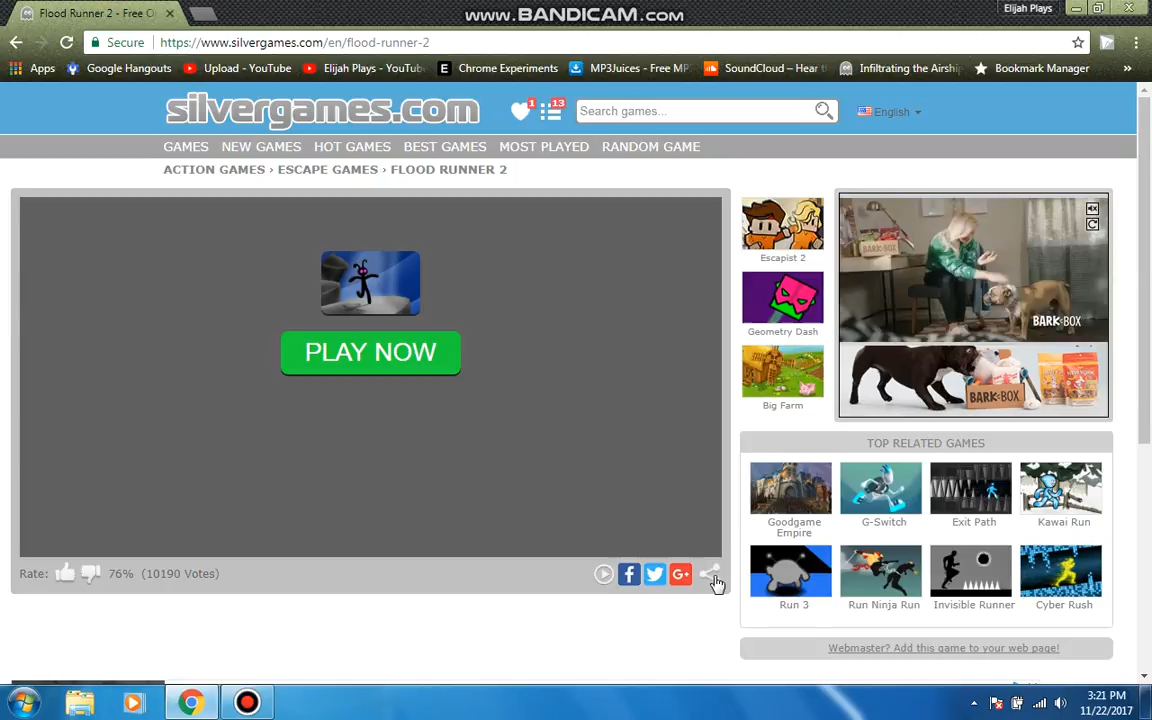 www.BANDICAM.com
Flood Runner 2 - Free O
Elijah Plays
Secure
https://www.silvergames.com/en/flood-runner-2
Apps
Google Hangouts
Upload - YouTube
Elijah Plays - YouTub
Chrome Experiments
MP3Juices - Free MP
SoundCloud – Hear t
Infiltrating the Airsh
Bookmark Manager
»
silvergames.com
1
13
Search games...
English
GAMES
NEW GAMES
HOT GAMES
BEST GAMES
MOST PLAYED
RANDOM GAME
ACTION GAMES › ESCAPE GAMES › FLOOD RUNNER 2
PLAY NOW
Escapist 2
Geometry Dash
Big Farm
BARK BOX
BARK BOX
BARK BOX
TOP RELATED GAMES
Goodgame Empire
G-Switch
Exit Path
Kawai Run
Run 3
Run Ninja Run
Invisible Runner
Cyber Rush
Rate:
76%
(10190 Votes)
Webmaster? Add this game to your web page!
3:21 PM
11/22/2017